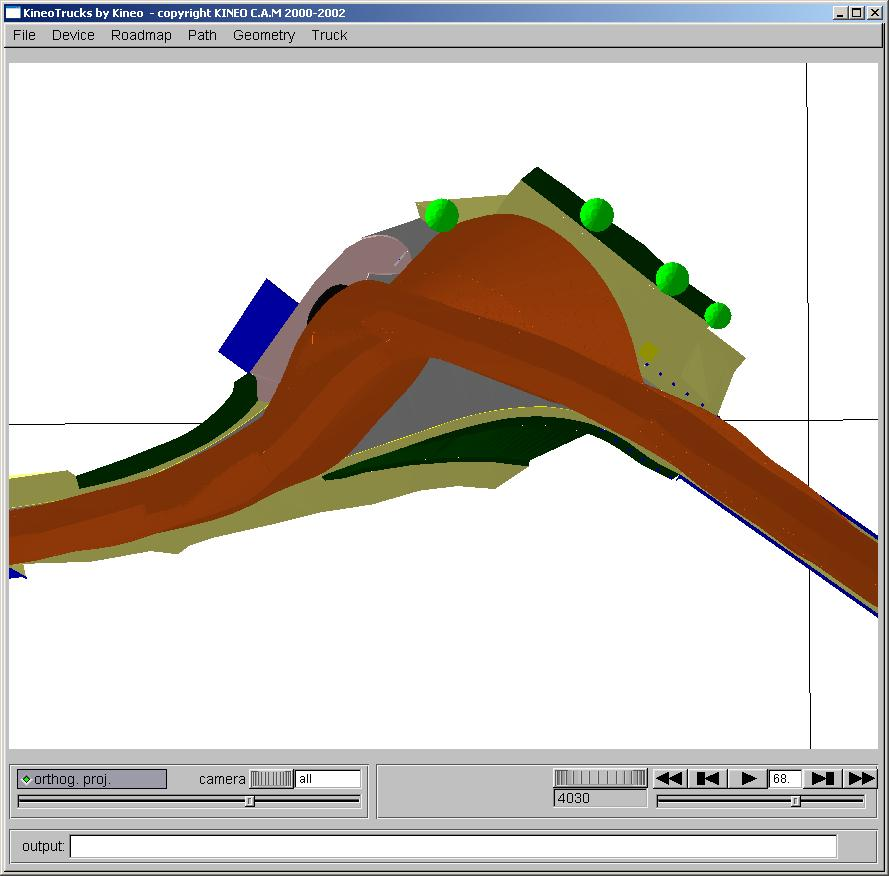 KineoTrucks by Kineo - copyright KINEO C.A.M 2000-2002
File Device Roadmap Path Geometry Truck
orthog. proj. camera all 68.
4030
output: